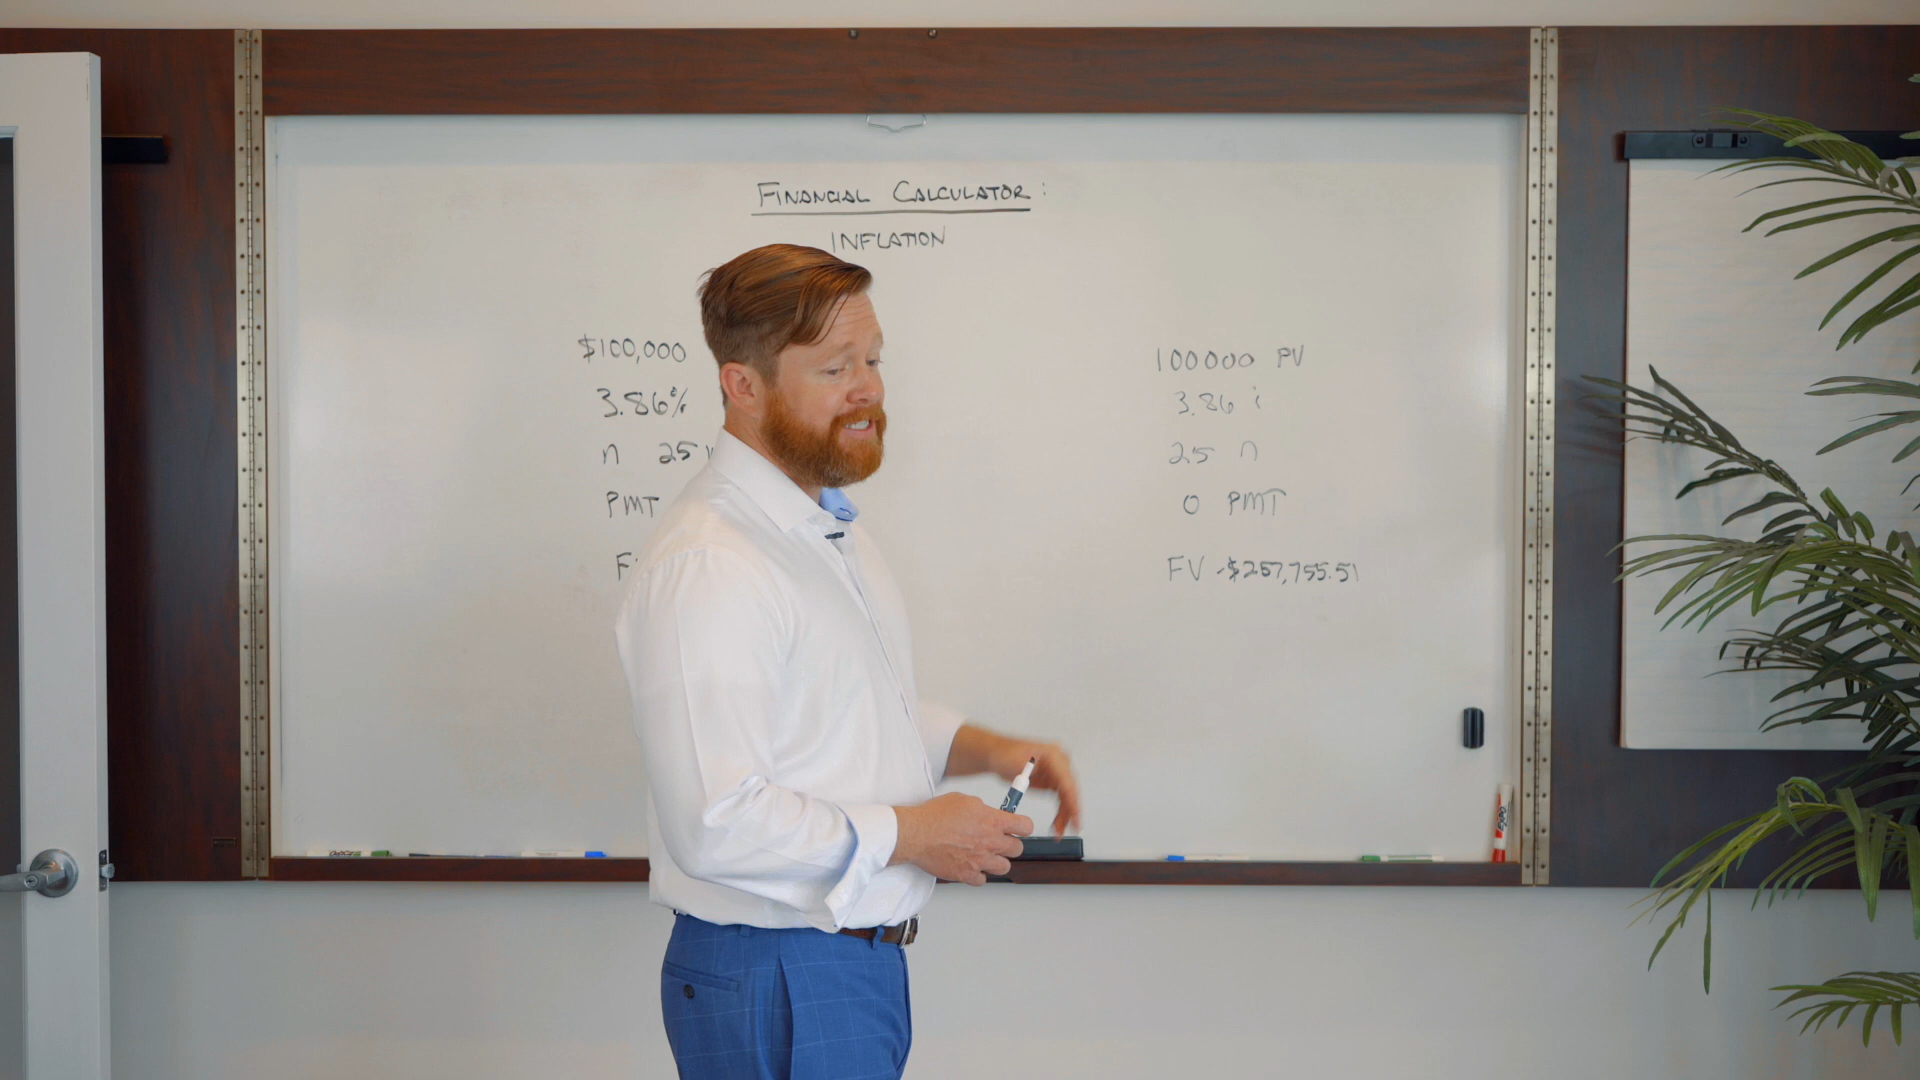 FINANCIAL CALCULATOR:
INFLATION
$100,000
3.86%
n 25
PMT
F
100000 PV
3.86 i
25 n
0 PMT
FV -$257,755.51
EXPO